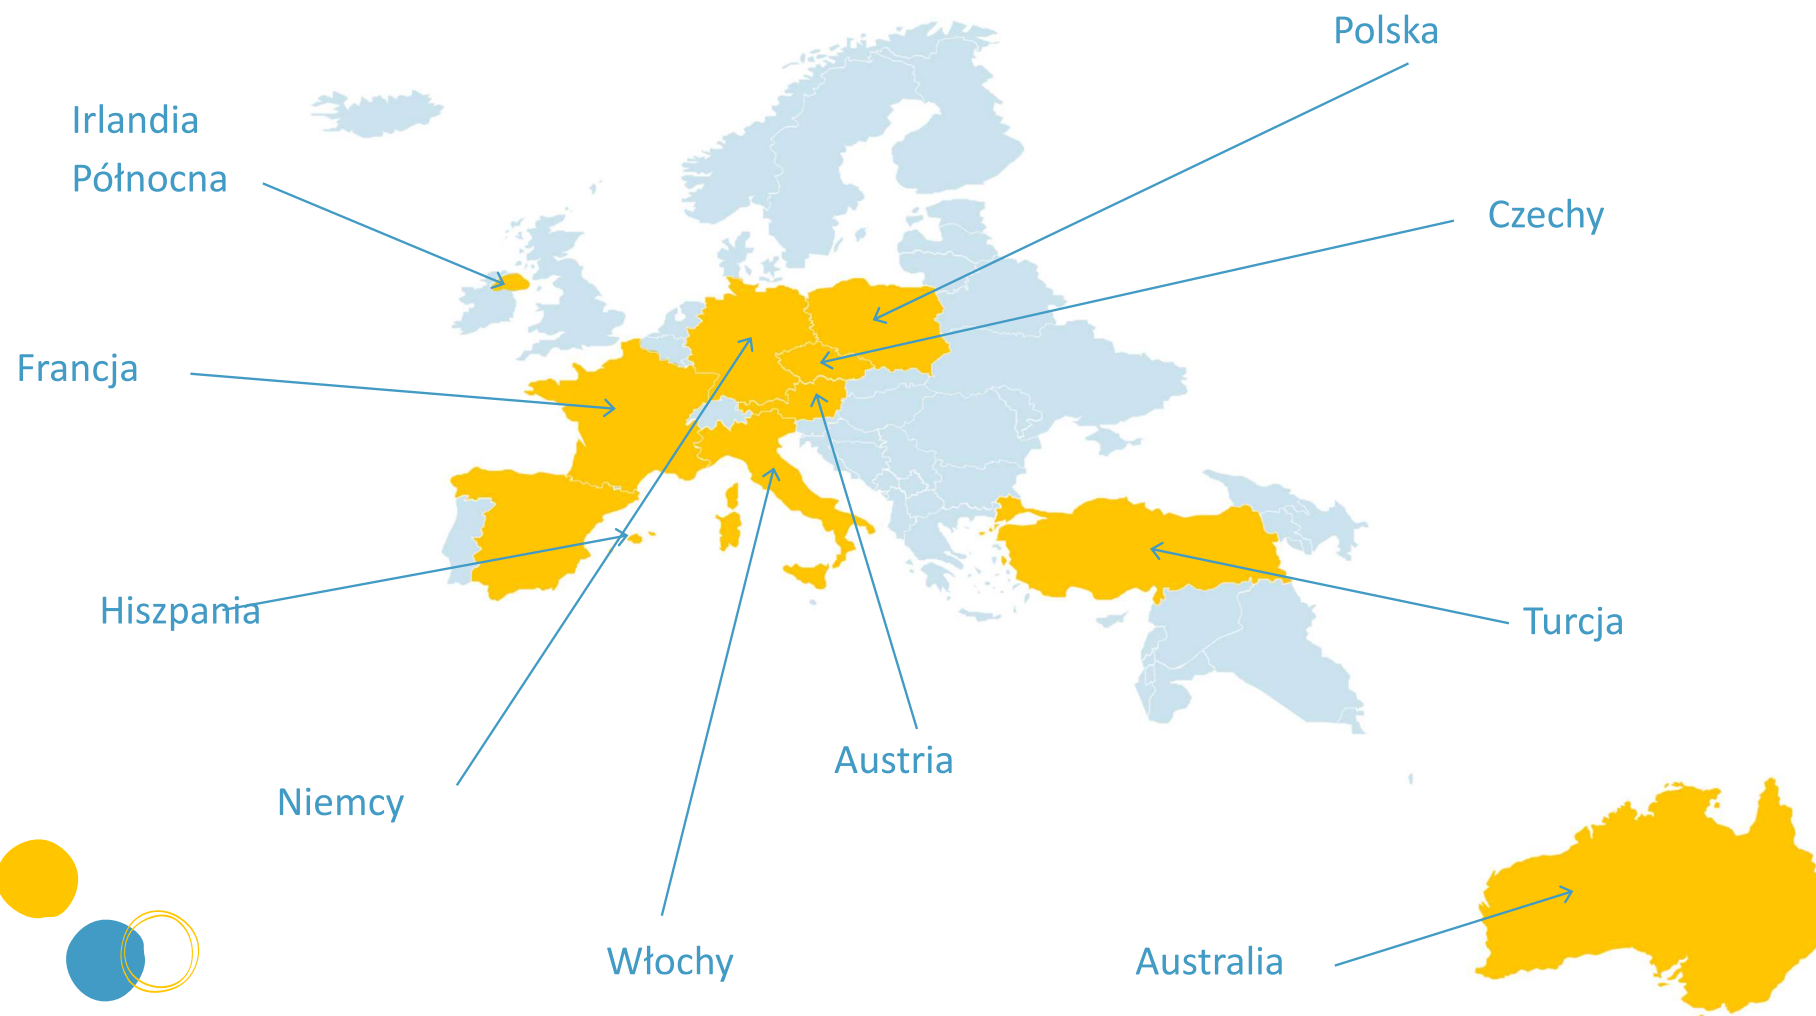 Polska
Irlandia
Północna
Czechy
Francja
Hiszpania
Turcja
Austria
Niemcy
Włochy
Australia